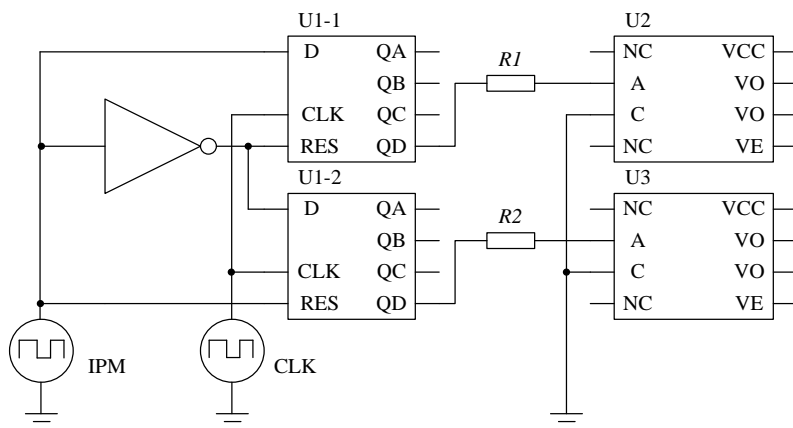 U1-1
D QA
QB
CLK QC
RES QD
R1
U2
NC VCC
A VO
C VO
NC VE
U1-2
D QA
QB
CLK QC
RES QD
R2
U3
NC VCC
A VO
C VO
NC VE
IPM
CLK